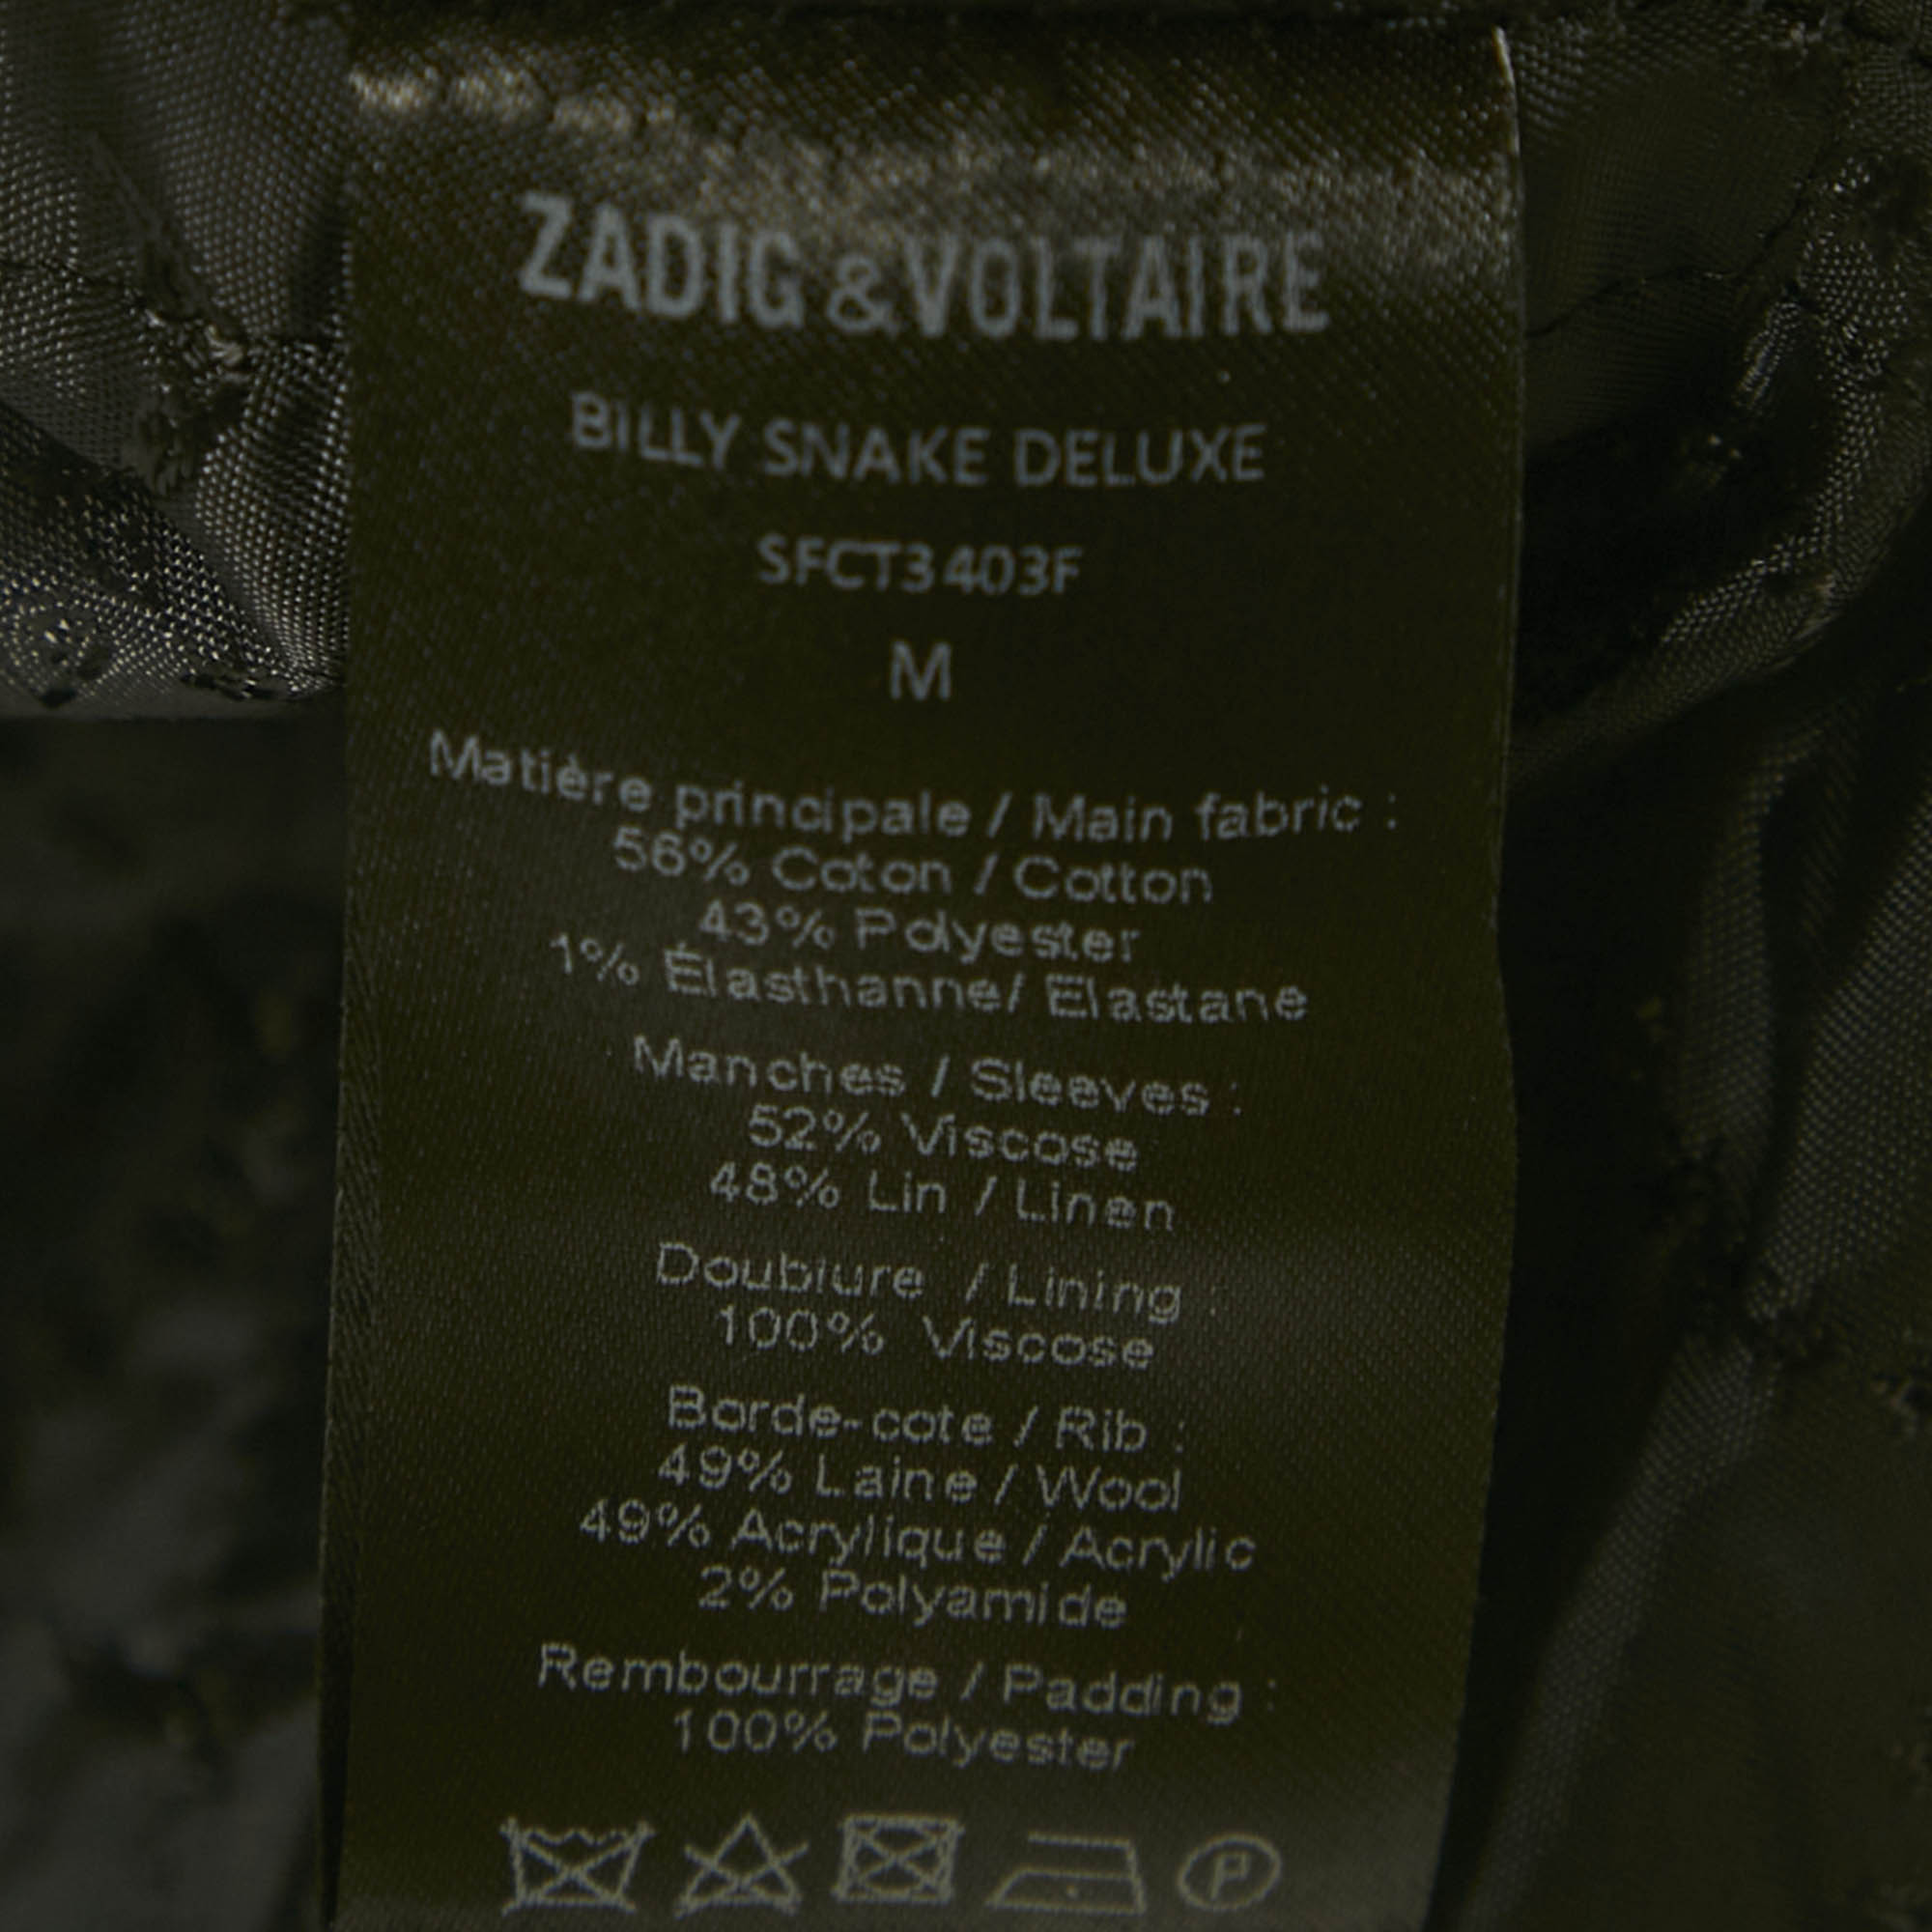 ZADIG & VOLTAIRE
BILLY SNAKE DELUXE
SFCT3403F
M
Matière principale / Main fabric :
56% Coton / Cotton
43% Polyester
1% Élasthanne/ Elastane
Manches / Sleeves :
52% Viscose
48% Lin / Linen
Doublure / Lining :
100% Viscose
Borde-cote / Rib :
49% Laine / Wool
49% Acrylique / Acrylic
2% Polyamide
Rembourrage / Padding :
100% Polyester
P